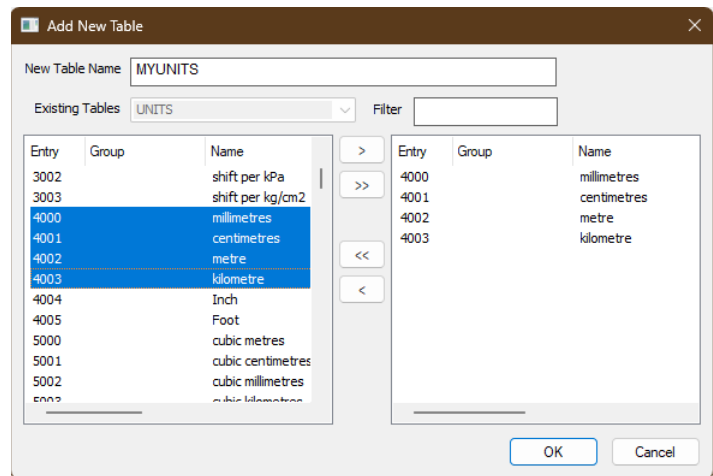 Add New Table
New Table Name MYUNITS
Existing Tables UNITS Filter
Entry Group Name > Entry Group Name
3002 shift per kPa 4000 millimetres
3003 shift per kg/cm2 >> 4001 centimetres
4000 millimetres 4002 metre
4001 centimetres 4003 kilometre
4002 metre <<
4003 kilometre <
4004 Inch
4005 Foot
5000 cubic metres
5001 cubic centimetres
5002 cubic millimetres
5003 cubic kilometres
OK Cancel